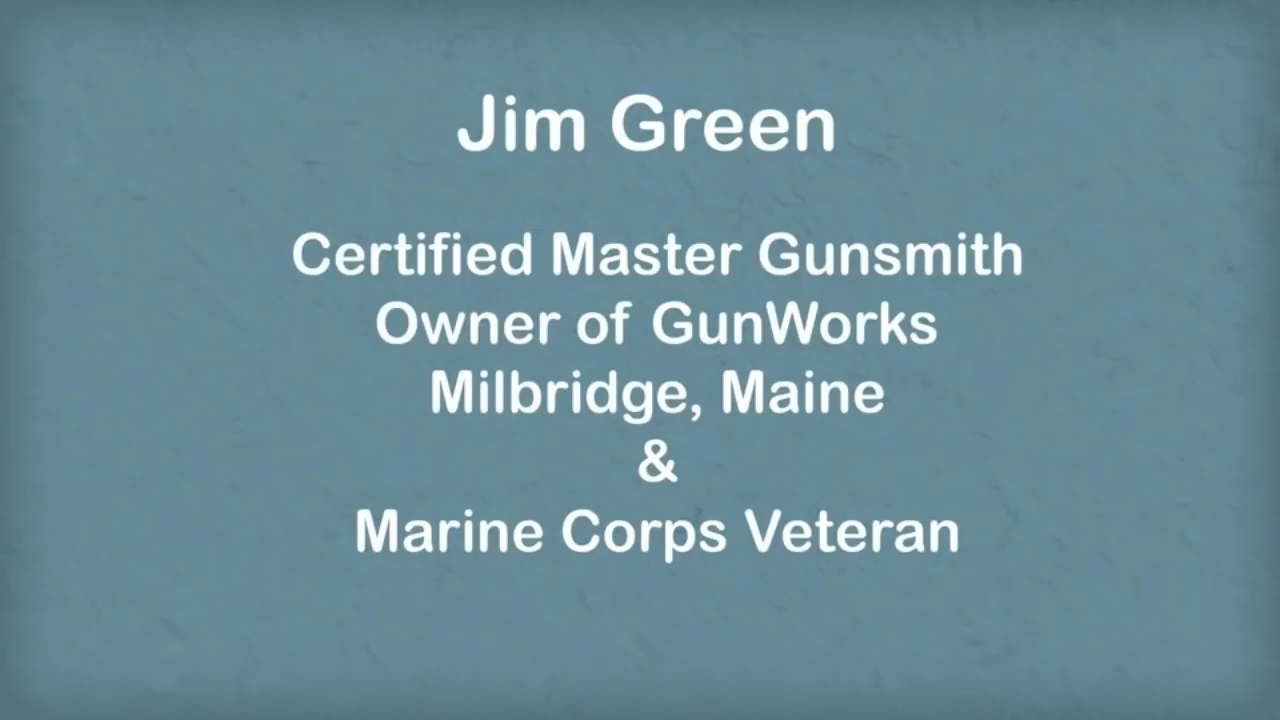 Jim Green
Certified Master Gunsmith
Owner of GunWorks
Milbridge, Maine
&
Marine Corps Veteran